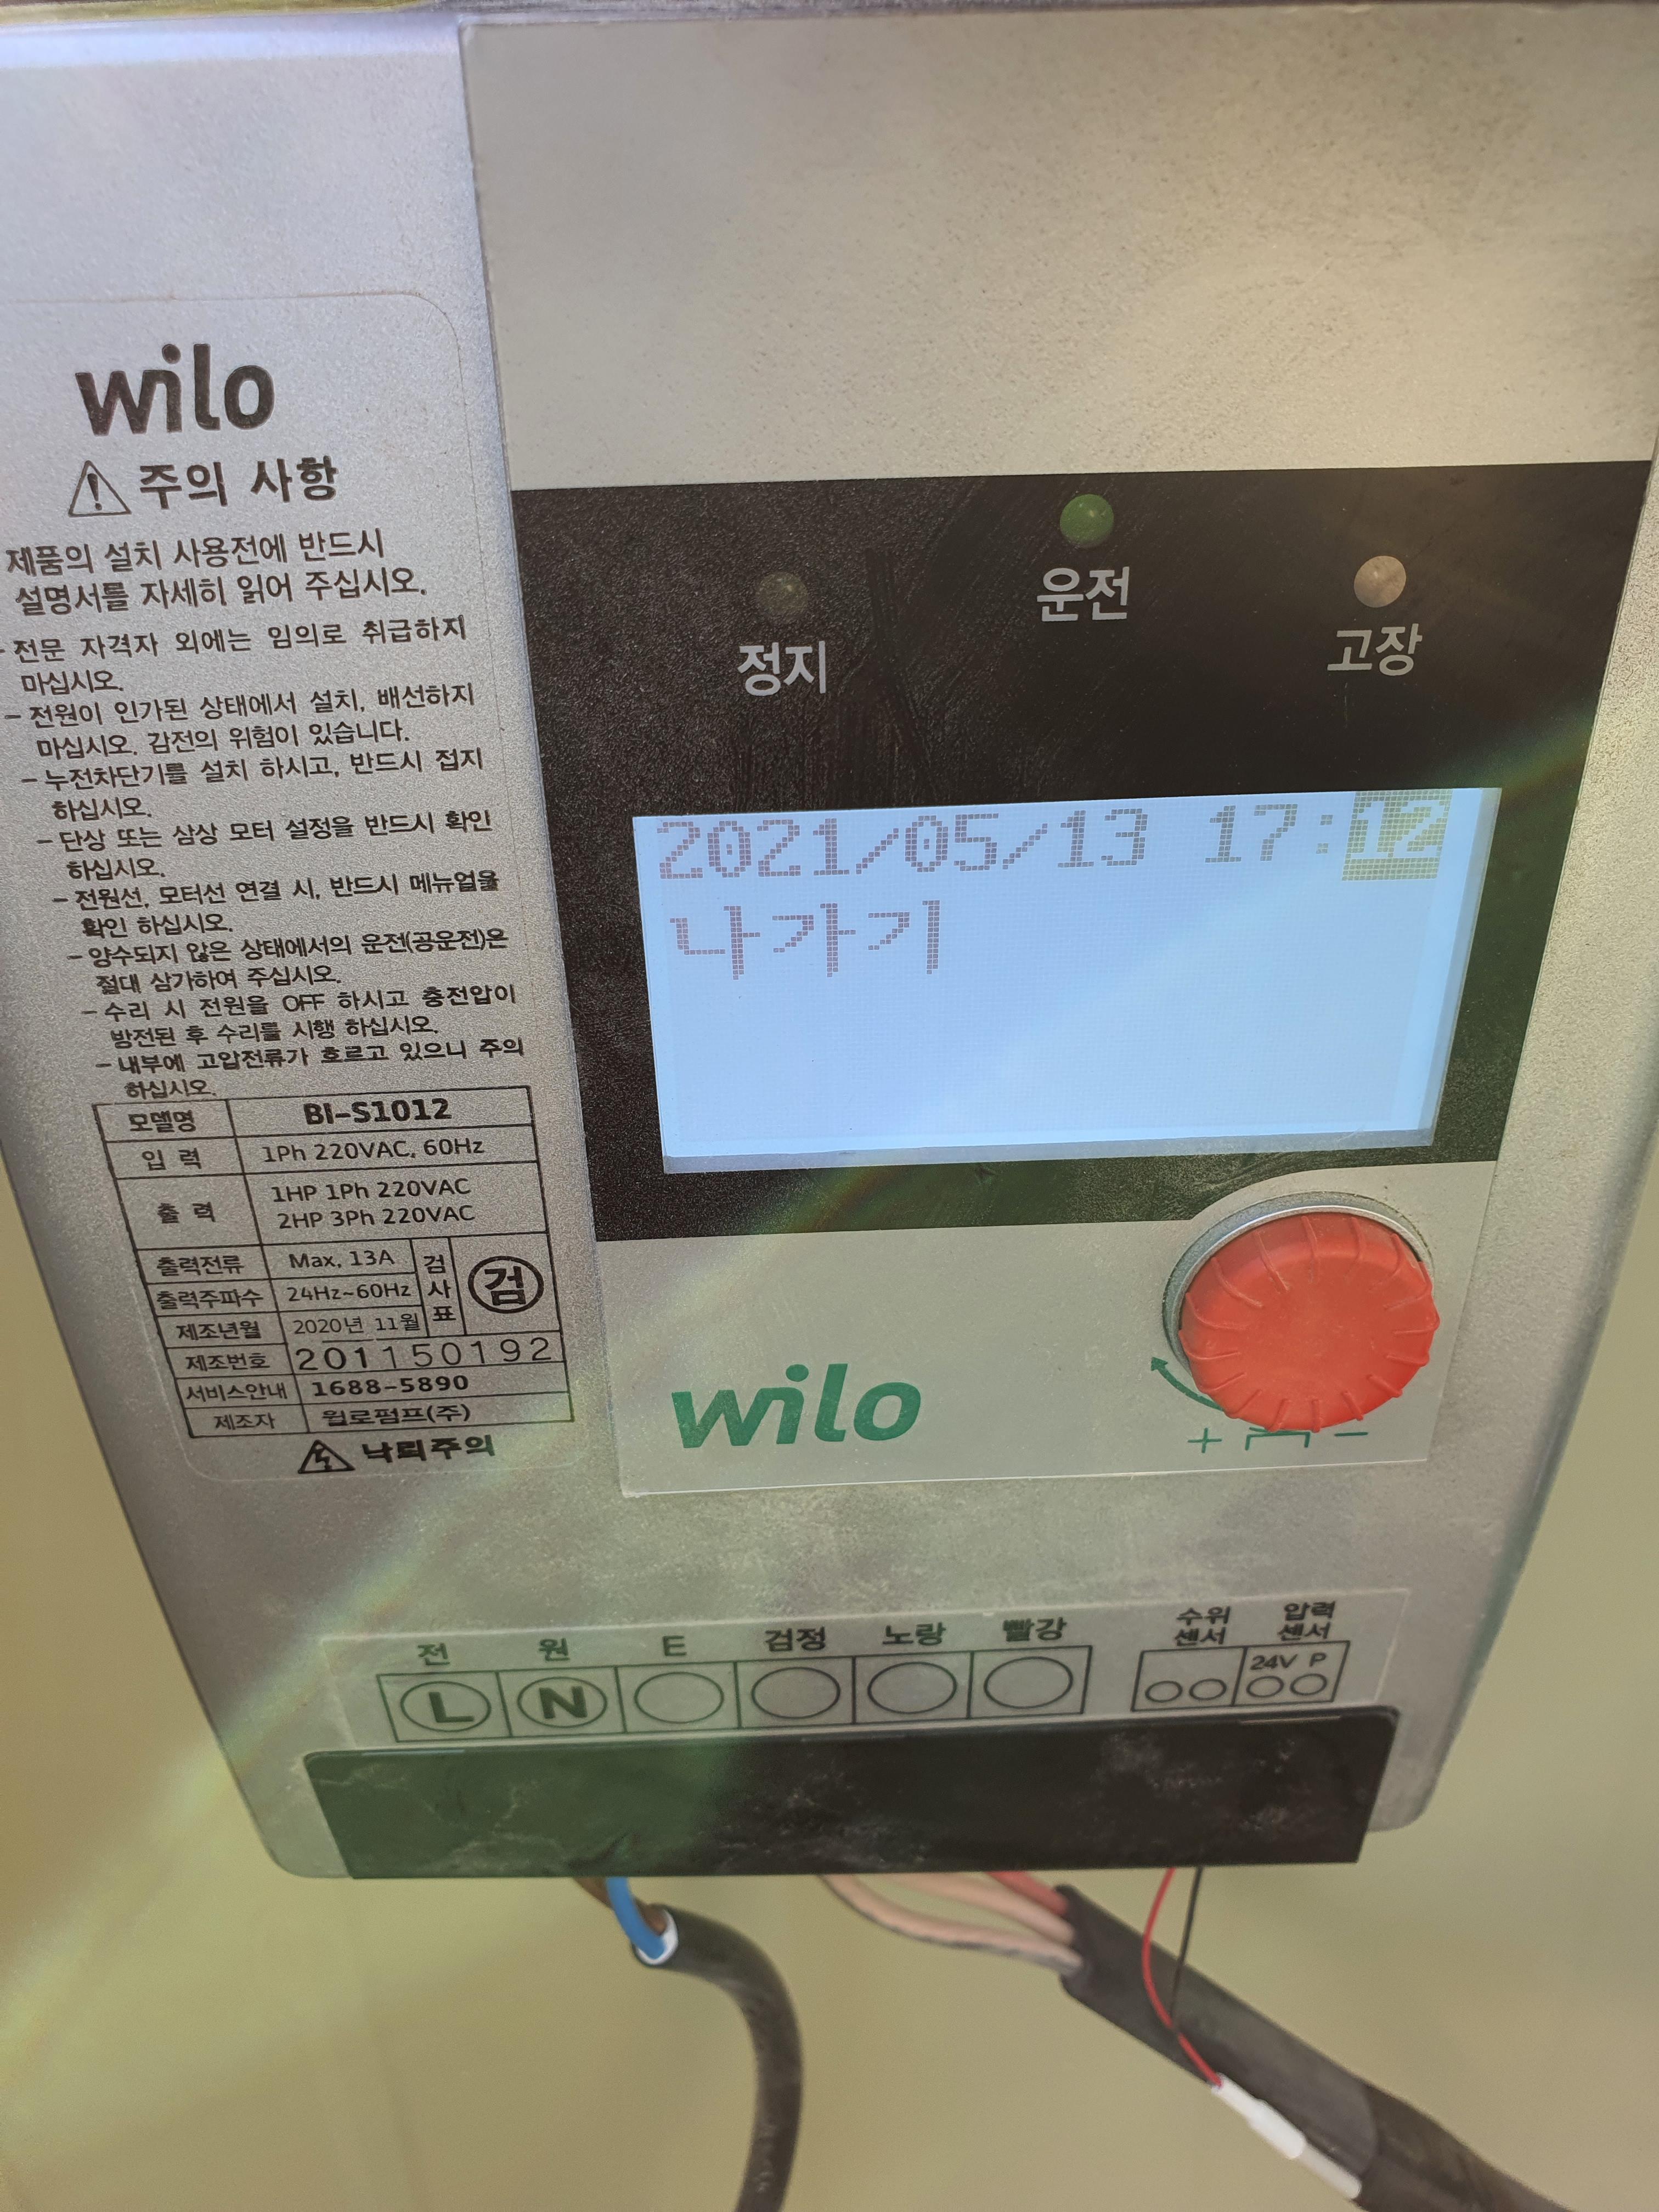 wilo
주의 사항
제품의 설치 사용전에 반드시
설명서를 자세히 읽어 주십시오.
- 전문 자격자 외에는 임의로 취급하지
마십시오.
- 전원이 인가된 상태에서 설치, 배선하지
마십시오. 감전의 위험이 있습니다.
- 누전차단기를 설치 하시고, 반드시 접지
하십시오.
- 단상 또는 삼상 모터 설정을 반드시 확인
하십시오.
- 전원선, 모터선 연결 시, 반드시 메뉴얼을
확인 하십시오.
- 양수되지 않은 상태에서의 운전(공운전)은
절대 삼가하여 주십시오.
- 수리 시 전원을 OFF 하시고 충전압이
방전된 후 수리를 시행 하십시오.
- 내부에 고압전류가 흐르고 있으니 주의
하십시오.
모델명 BI-S1012
입 력 1Ph 220VAC, 60Hz
출 력 1HP 1Ph 220VAC
2HP 3Ph 220VAC
출력전류 Max, 13A
출력주파수 24Hz~60Hz
검사표 검
제조년월 2020년 11월
제조번호 201150192
서비스안내 1688-5890
제조자 윌로펌프(주)
낙뢰주의
정지 운전 고장
2021/05/13 17:12
나가기
wilo
+ -
전 원 E 검정 노랑 빨강
L N
수위 센서 압력 센서
24V P